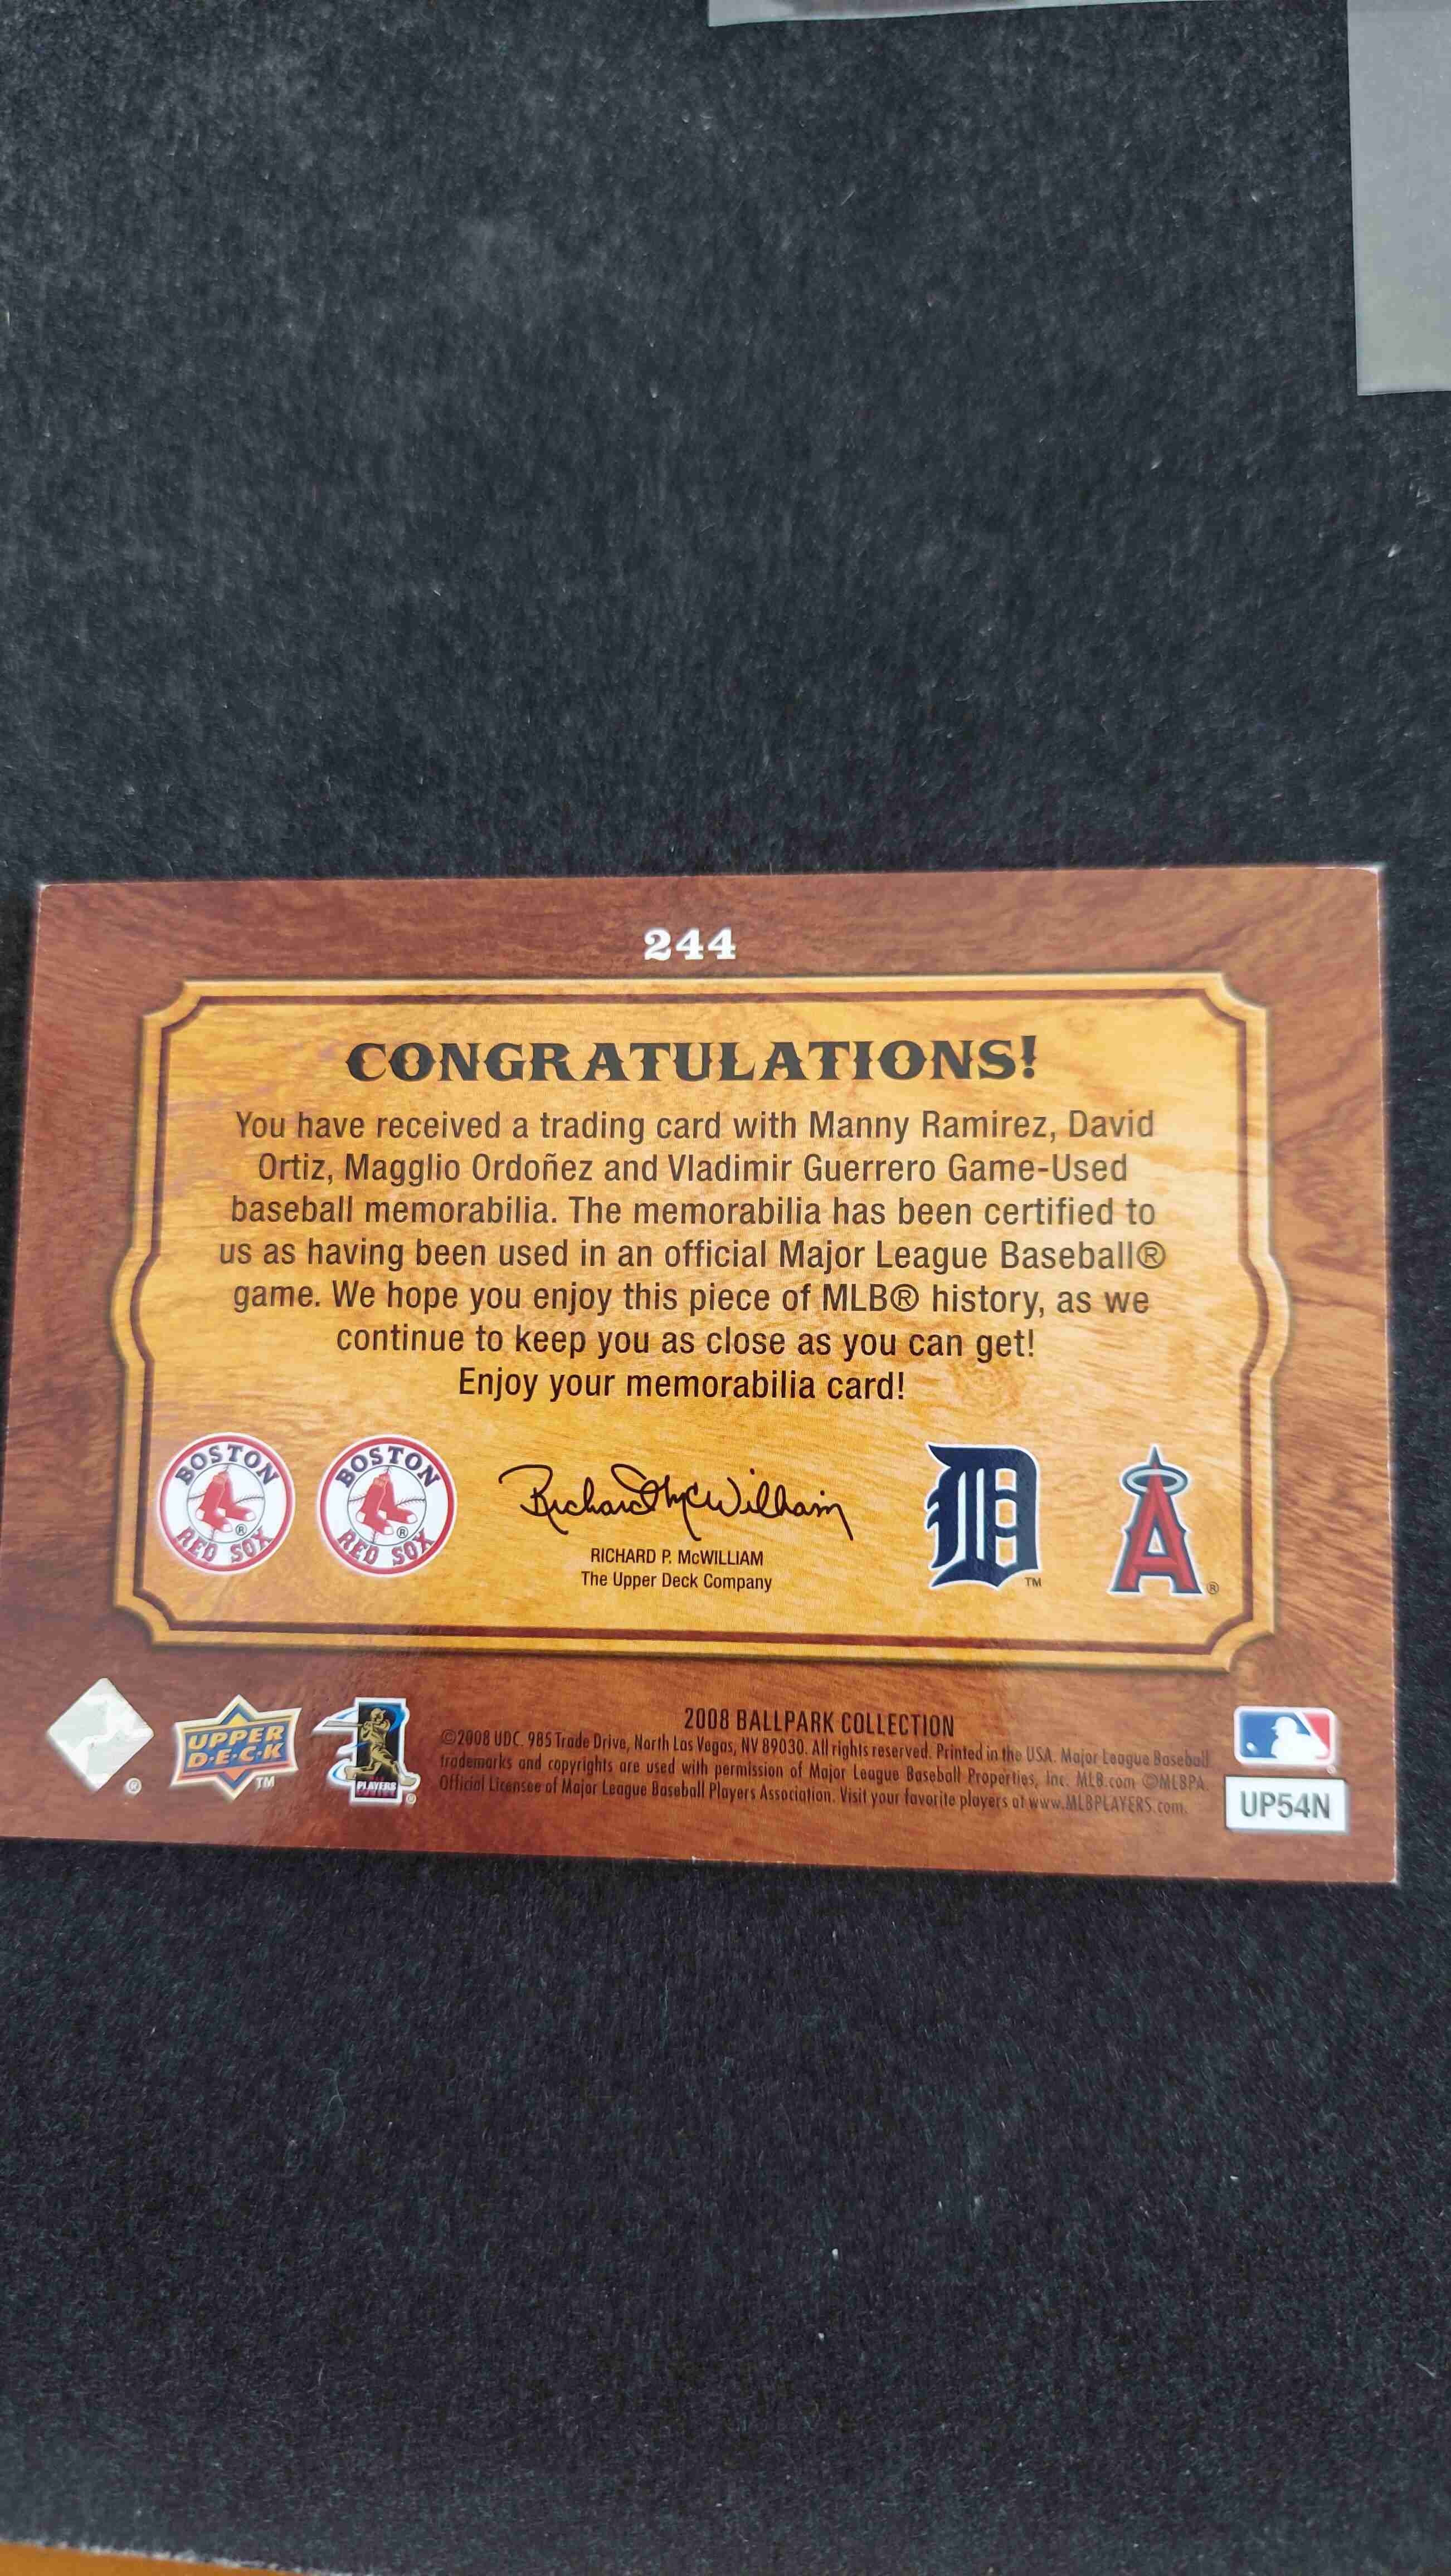 244
CONGRATULATIONS!
You have received a trading card with Manny Ramirez, David
Ortiz, Magglio Ordoñez and Vladimir Guerrero Game-Used
baseball memorabilia. The memorabilia has been certified to
us as having been used in an official Major League Baseball®
game. We hope you enjoy this piece of MLB® history, as we
continue to keep you as close as you can get!
Enjoy your memorabilia card!
BOSTON RED SOX ®
BOSTON RED SOX ®
Richard P McWilliam
D ™
A ®
RICHARD P. McWILLIAM
The Upper Deck Company
®
UPPER DECK ™
PLAYERS ®
2008 BALLPARK COLLECTION
©2008 UDC. 985 Trade Drive, North Las Vegas, NV 89030. All rights reserved. Printed in the USA. Major League Baseball
trademarks and copyrights are used with permission of Major League Baseball Properties, Inc. MLB.com ©MLBPA.
Official Licensee of Major League Baseball Players Association. Visit your favorite players at www.MLBPLAYERS.com.
®
UP54N